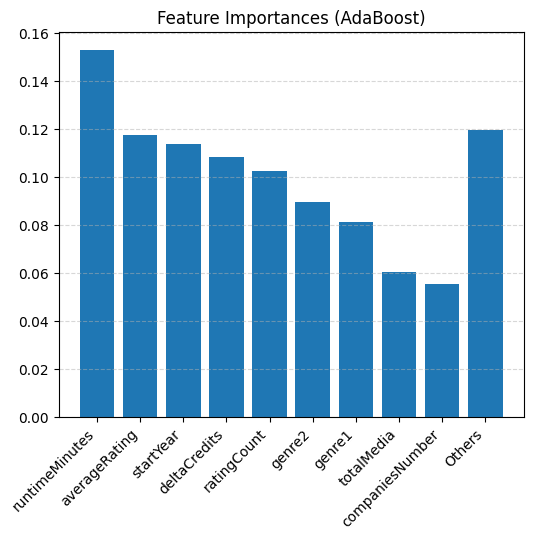 Feature Importances (AdaBoost)
0.16
0.14
0.12
0.10
0.08
0.06
0.04
0.02
0.00
runtimeMinutes
averageRating
startYear
deltaCredits
ratingCount
genre2
genre1
totalMedia
companiesNumber
Others